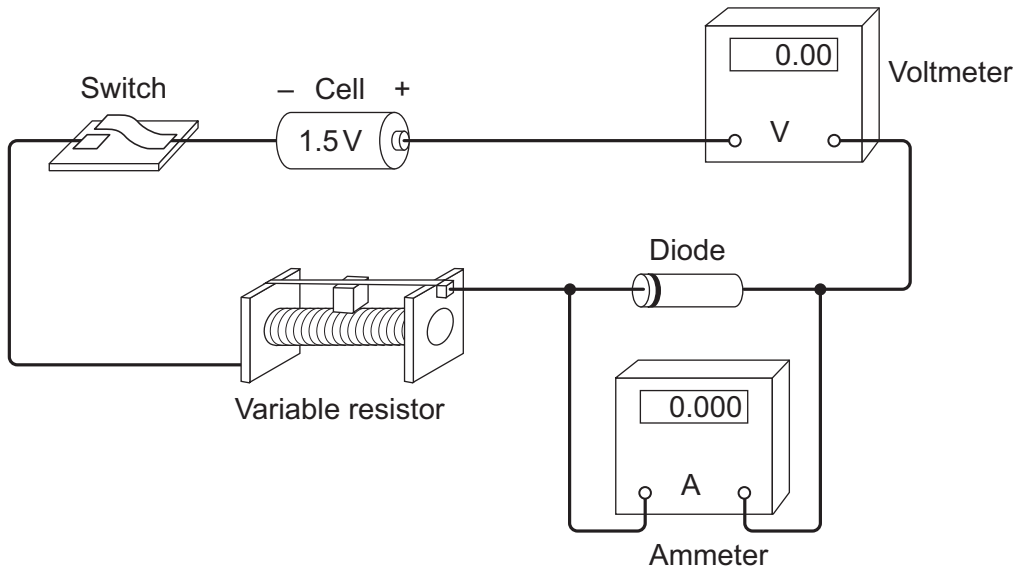 Switch
– Cell +
1.5 V
0.00
Voltmeter
V
Diode
Variable resistor
0.000
A
Ammeter